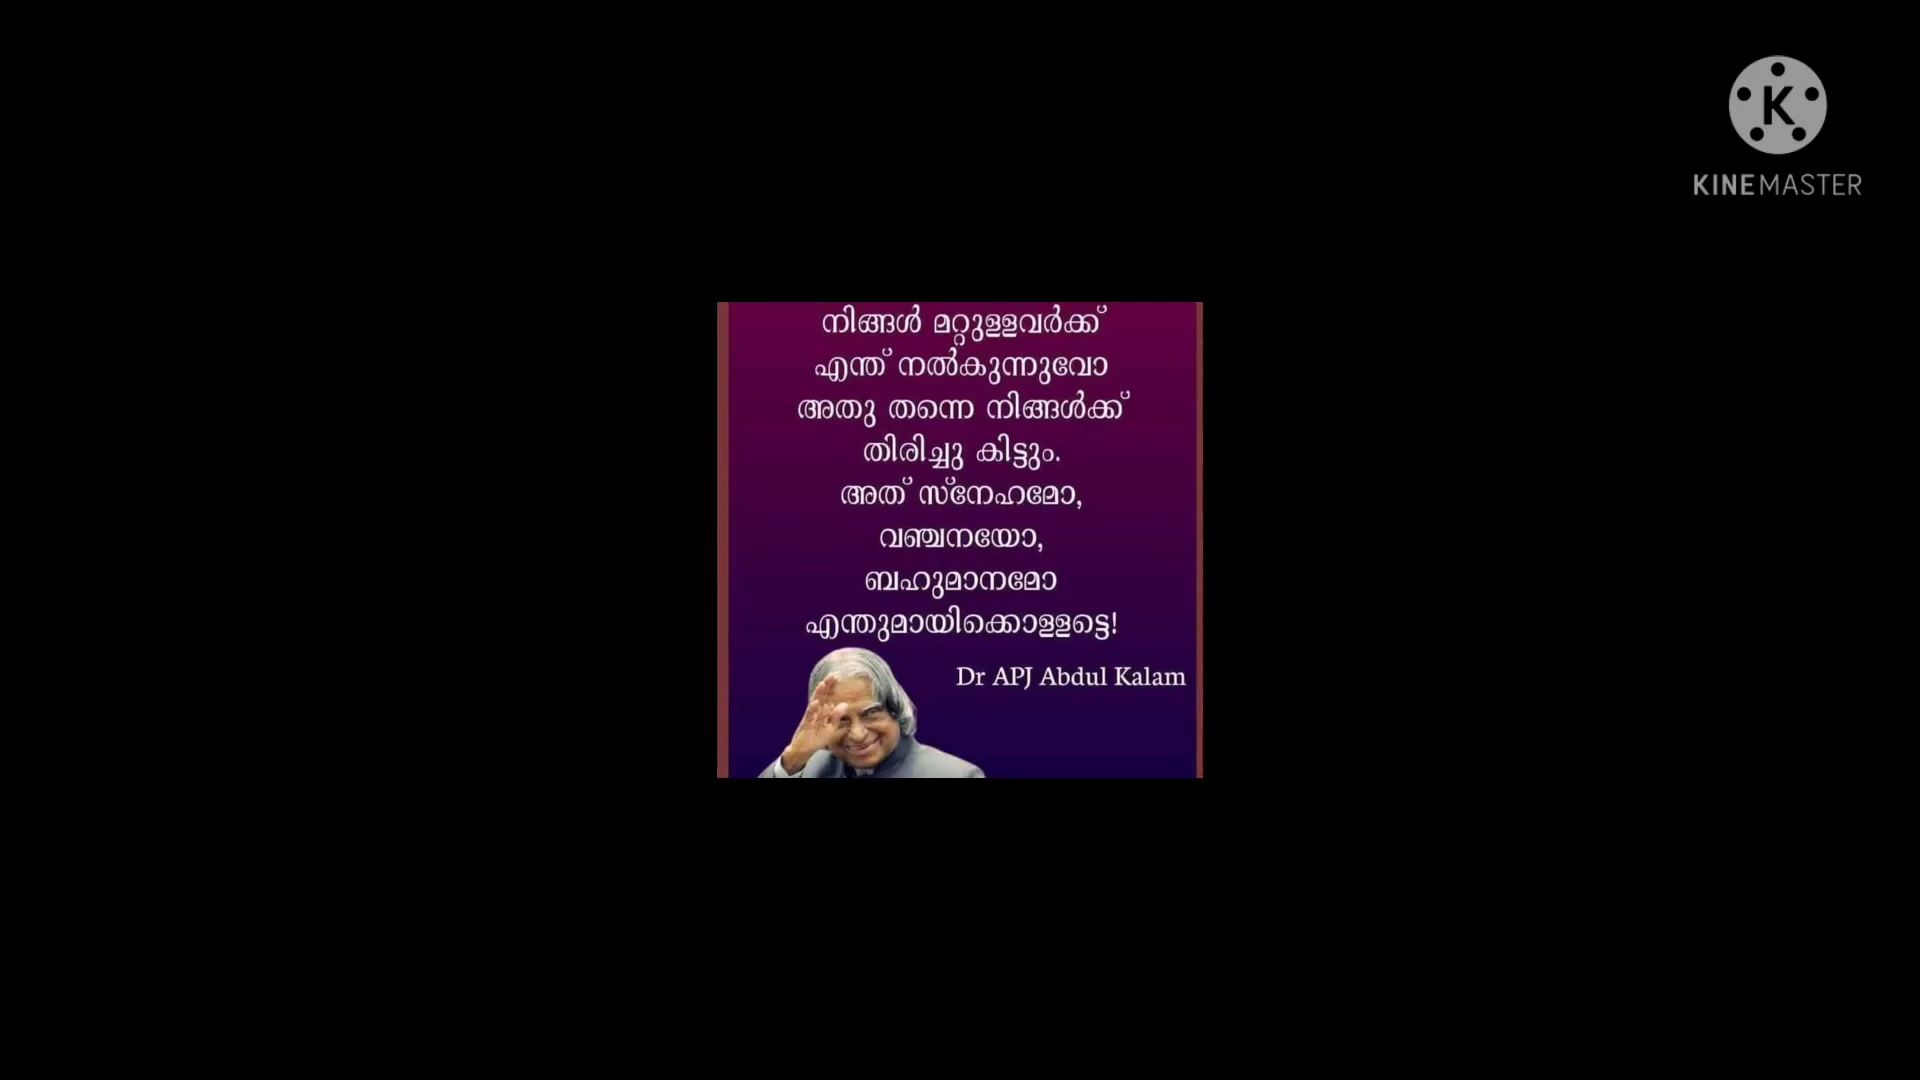 KINEMASTER
നിങ്ങൾ മറ്റുള്ളവർക്ക്
എന്ത് നൽകുന്നുവോ
അതു തന്നെ നിങ്ങൾക്ക്
തിരിച്ചു കിട്ടും.
അത് സ്നേഹമോ,
വഞ്ചനയോ,
ബഹുമാനമോ
എന്തുമായിക്കൊള്ളട്ടെ!
Dr APJ Abdul Kalam